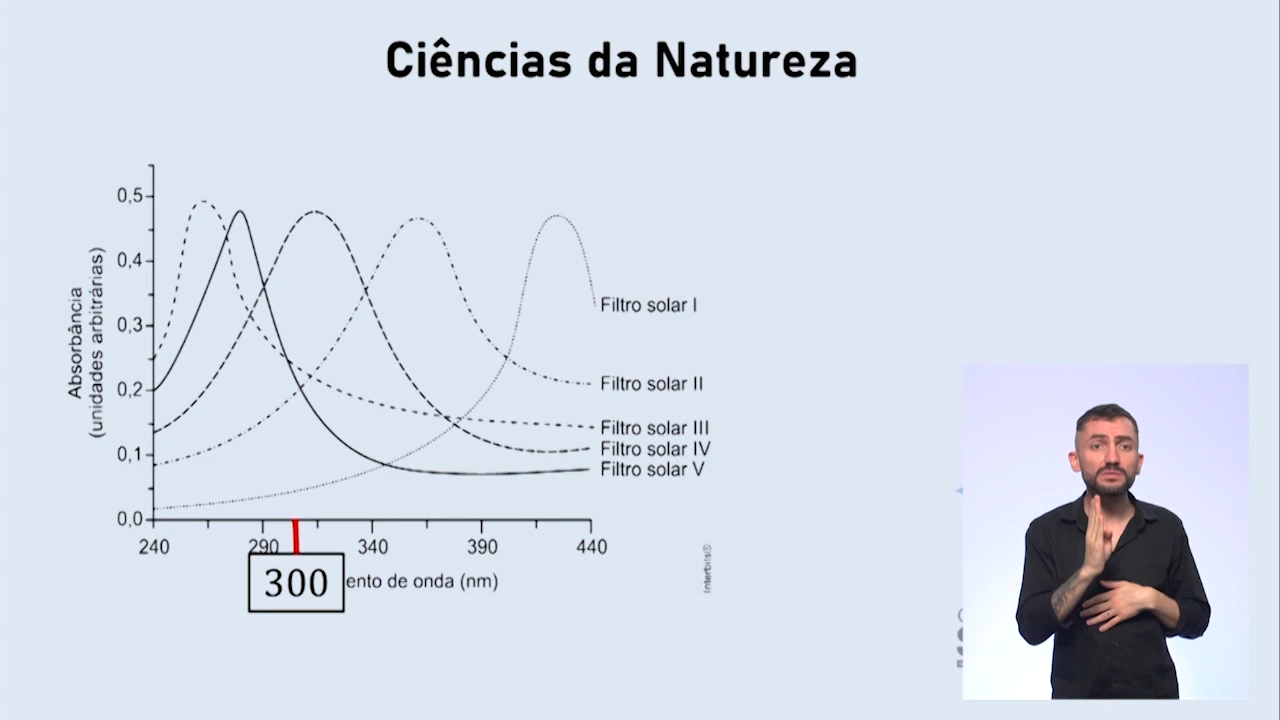 Ciências da Natureza
Absorbância
(unidades arbitrárias)
0,5
0,4
0,3
0,2
0,1
0,0
240
290
340
390
440
300
ento de onda (nm)
Filtro solar I
Filtro solar II
Filtro solar III
Filtro solar IV
Filtro solar V
Interbits®